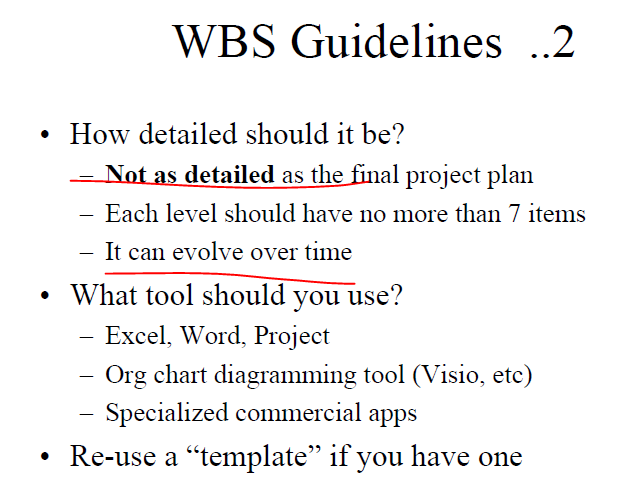 WBS Guidelines ..2
• How detailed should it be?
– Not as detailed as the final project plan
– Each level should have no more than 7 items
– It can evolve over time
• What tool should you use?
– Excel, Word, Project
– Org chart diagramming tool (Visio, etc)
– Specialized commercial apps
• Re-use a “template” if you have one